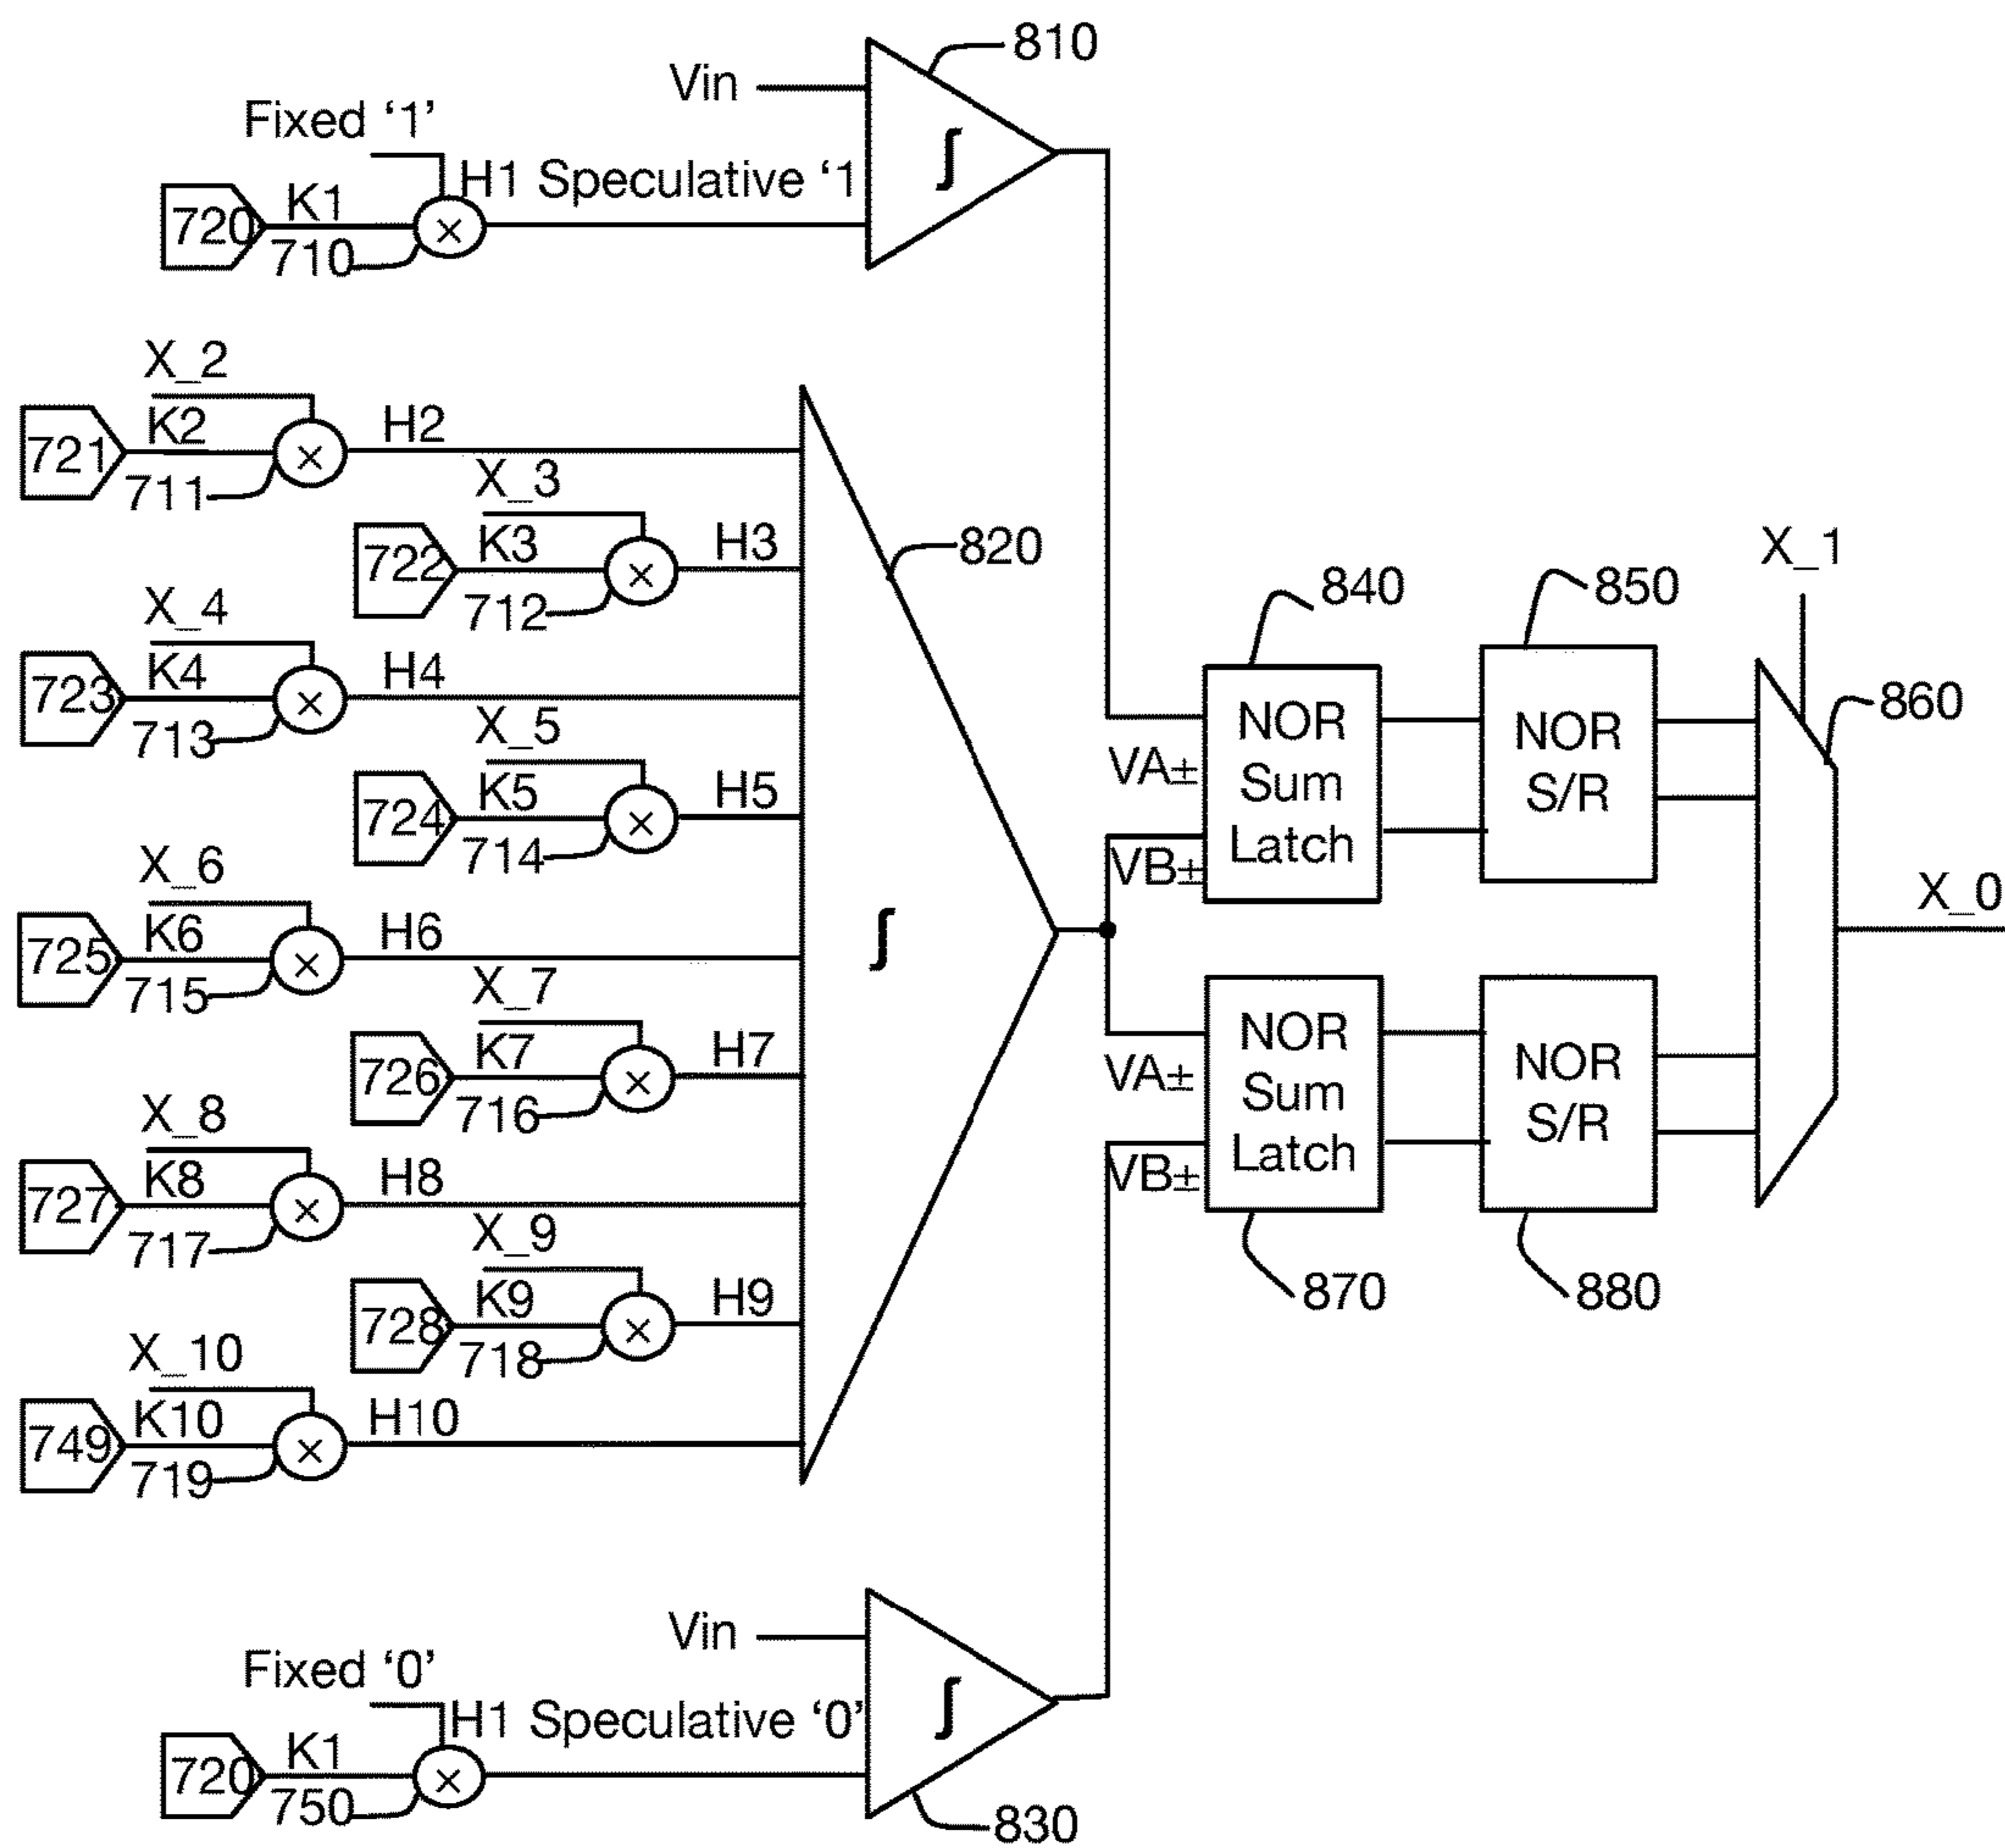 810
Vin
Fixed ‘1’
∫
H1 Speculative ‘1
720
K1
×
710
X_2
721
K2
×
H2
711
X_3
722
K3
×
H3
712
820
X_4
723
K4
×
H4
713
X_5
724
K5
×
H5
714
X_6
725
K6
×
H6
715
∫
X_7
726
K7
×
H7
716
X_8
727
K8
×
H8
717
X_9
728
K9
×
H9
718
X_10
749
K10
×
H10
719
X_1
840
850
860
NOR
Sum
Latch
NOR
S/R
VA±
VB±
X_0
NOR
Sum
Latch
NOR
S/R
VA±
VB±
870
880
Vin
Fixed ‘0’
∫
H1 Speculative ‘0’
720
K1
×
750
830